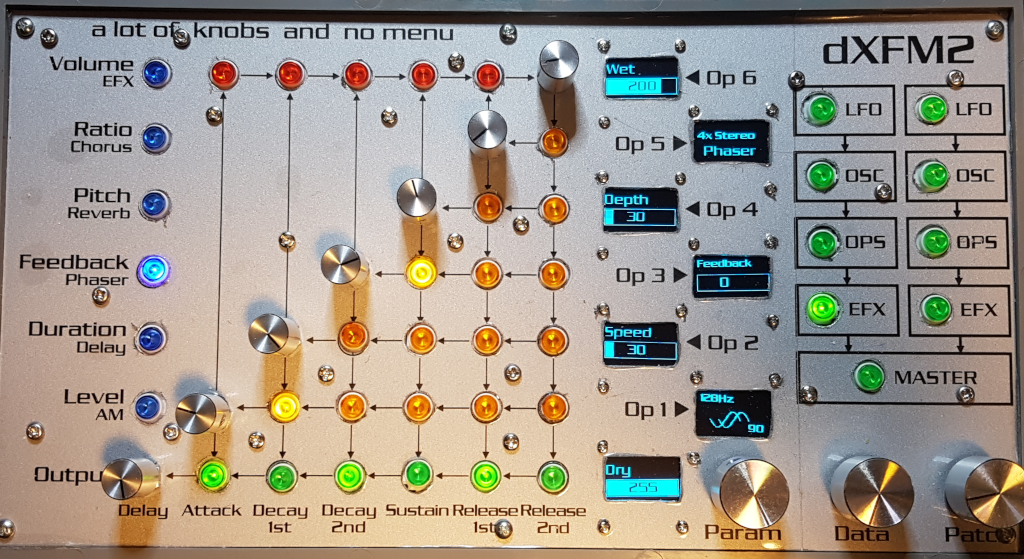 a lot of knobs and no menu
dXFM2
Volume
EFX
Ratio
Chorus
Pitch
Reverb
Feedback
Phaser
Duration
Delay
Level
AM
Output
Delay
Attack
Decay
1st
Decay
2nd
Sustain
Release
1st
Release
2nd
Wet
200
Op 6
Op 5
4x Stereo
Phaser
Depth
30
Op 4
Op 3
Feedback
0
Speed
30
Op 2
Op 1
128Hz
90
Dry
255
Param
Data
Patch
LFO
LFO
OSC
OSC
OPS
OPS
EFX
EFX
MASTER